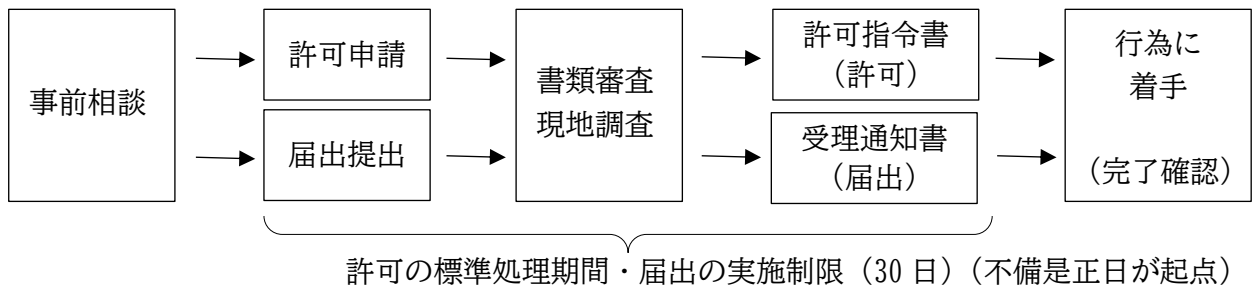 事前相談
許可申請
届出提出
書類審査
現地調査
許可指令書
（許可）
受理通知書
（届出）
行為に
着手
（完了確認）
許可の標準処理期間・届出の実施制限（30 日）（不備是正日が起点）